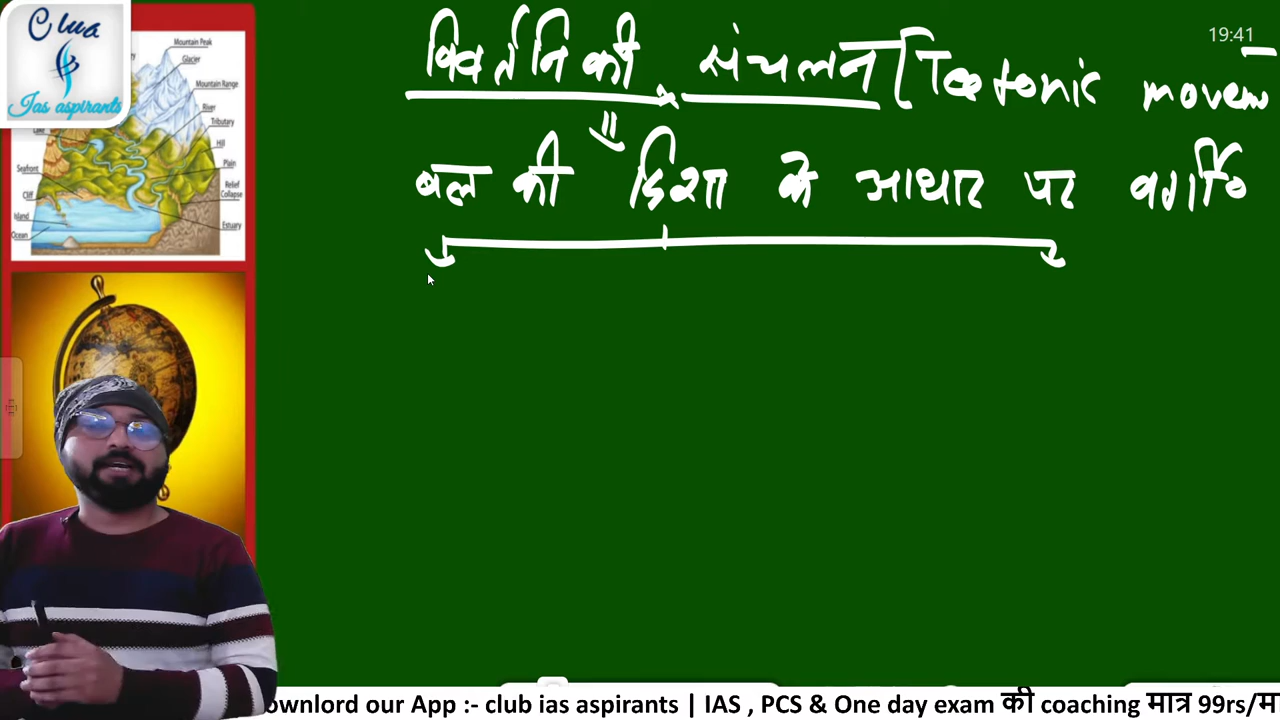 Club
Ias aspirants
Mountain Peak
Glacier
Mountain Range
River
Tributary
Hill
Plain
Relief
Collapse
Estuary
Lake
Seafront
Cliff
Island
Ocean
19:41
विवर्तनिकी संचलन [Tectonic movem
बल की दिशा के आधार पर
ownlord our App :- club ias aspirants | IAS , PCS & One day exam की coaching मात्र 99rs/म